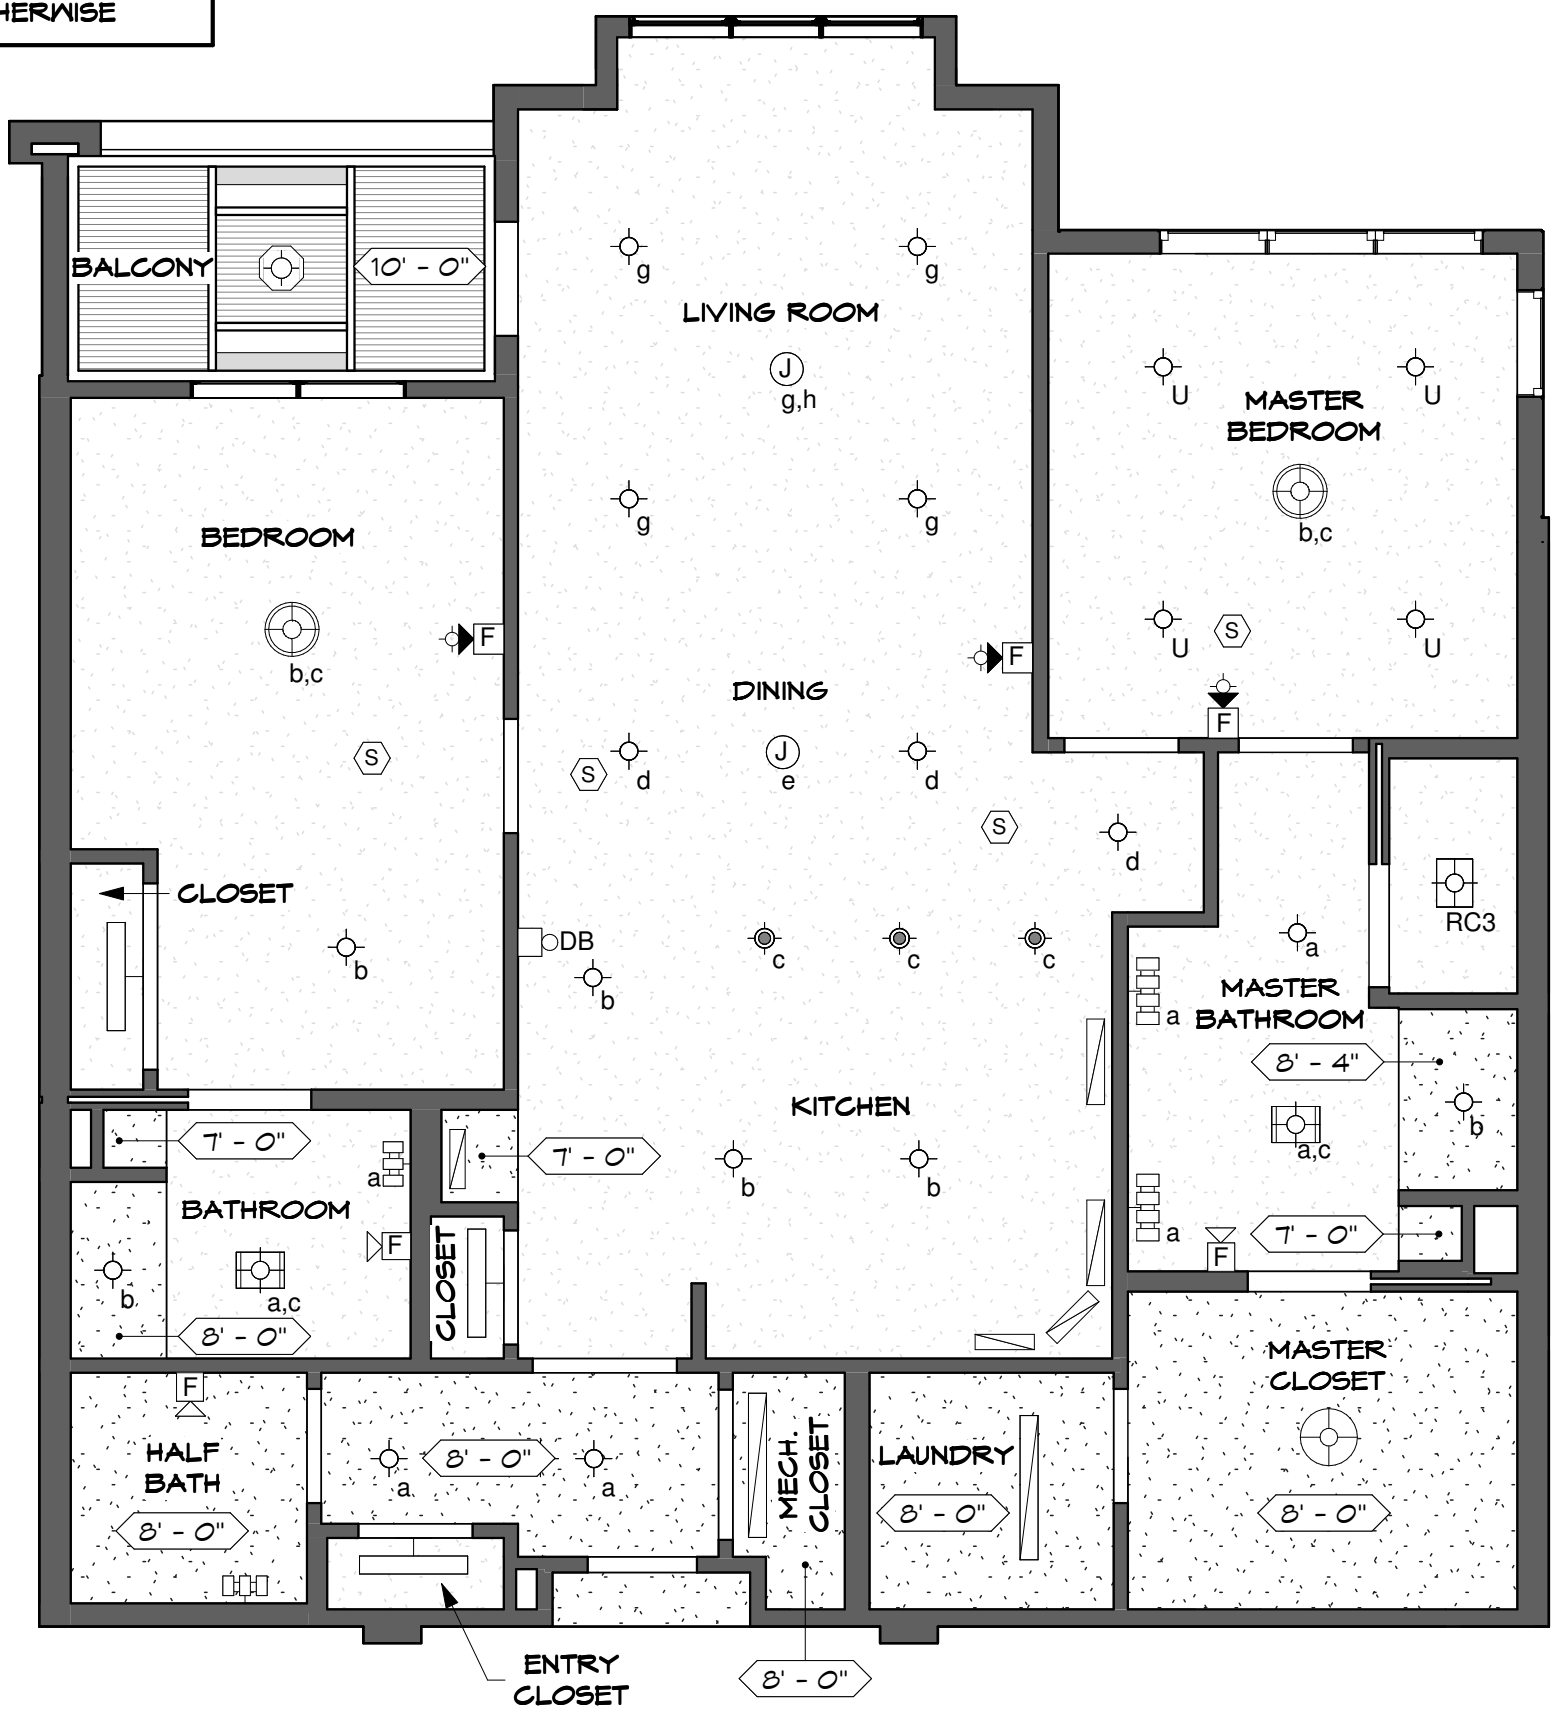 HERWISE
BALCONY
10' - 0"
g
g
LIVING ROOM
J
g,h
g
g
U
U
MASTER
BEDROOM
b,c
U
U
S
F
BEDROOM
b,c
F
S
F
DINING
J
e
S
d
d
S
d
CLOSET
b
DB
b
c
c
c
RC3
a
MASTER
BATHROOM
a
8' - 4"
b
a,c
a
F
7' - 0"
KITCHEN
b
b
7' - 0"
7' - 0"
a
BATHROOM
F
a,c
b
8' - 0"
CLOSET
F
HALF
BATH
8' - 0"
a
8' - 0"
a
MECH.
CLOSET
LAUNDRY
8' - 0"
MASTER
CLOSET
8' - 0"
ENTRY
CLOSET
8' - 0"